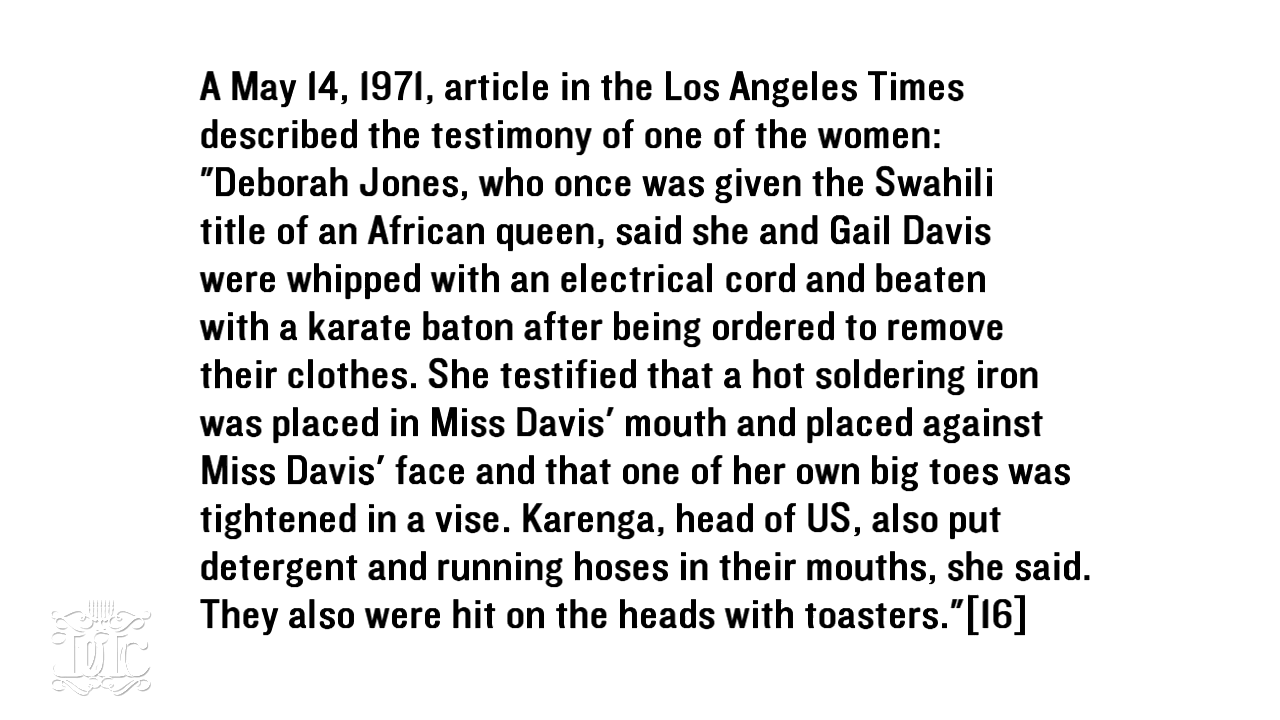 A May 14, 1971, article in the Los Angeles Times
described the testimony of one of the women:
"Deborah Jones, who once was given the Swahili
title of an African queen, said she and Gail Davis
were whipped with an electrical cord and beaten
with a karate baton after being ordered to remove
their clothes. She testified that a hot soldering iron
was placed in Miss Davis' mouth and placed against
Miss Davis' face and that one of her own big toes was
tightened in a vise. Karenga, head of US, also put
detergent and running hoses in their mouths, she said.
They also were hit on the heads with toasters."[16]
IUIC